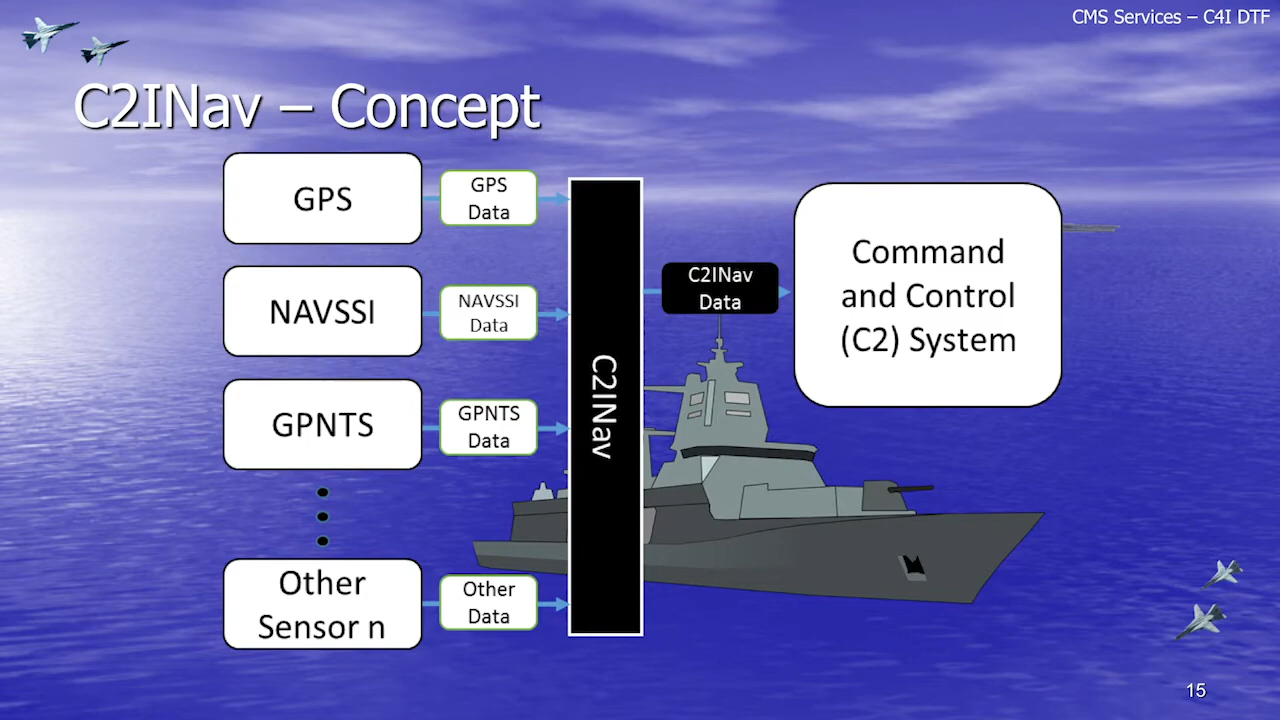 CMS Services – C4I DTF
C2INav – Concept
GPS
GPS
Data
NAVSSI
NAVSSI
Data
GPNTS
GPNTS
Data
Other
Sensor n
Other
Data
C2INav
C2INav
Data
Command
and Control
(C2) System
15